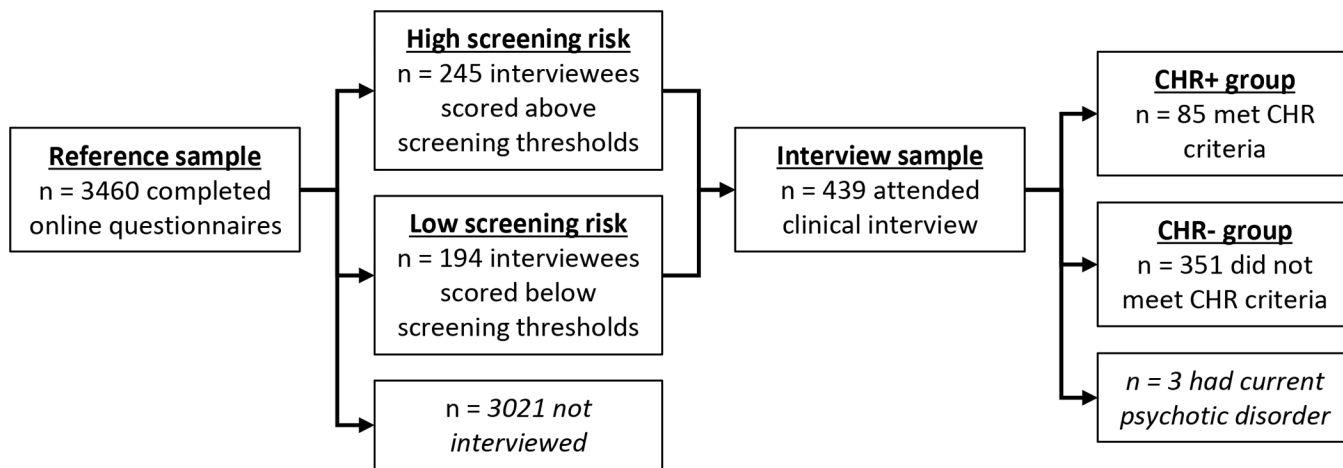 Reference sample
n = 3460 completed
online questionnaires
High screening risk
n = 245 interviewees
scored above
screening thresholds
Low screening risk
n = 194 interviewees
scored below
screening thresholds
n = 3021 not
interviewed
Interview sample
n = 439 attended
clinical interview
CHR+ group
n = 85 met CHR
criteria
CHR- group
n = 351 did not
meet CHR criteria
n = 3 had current
psychotic disorder